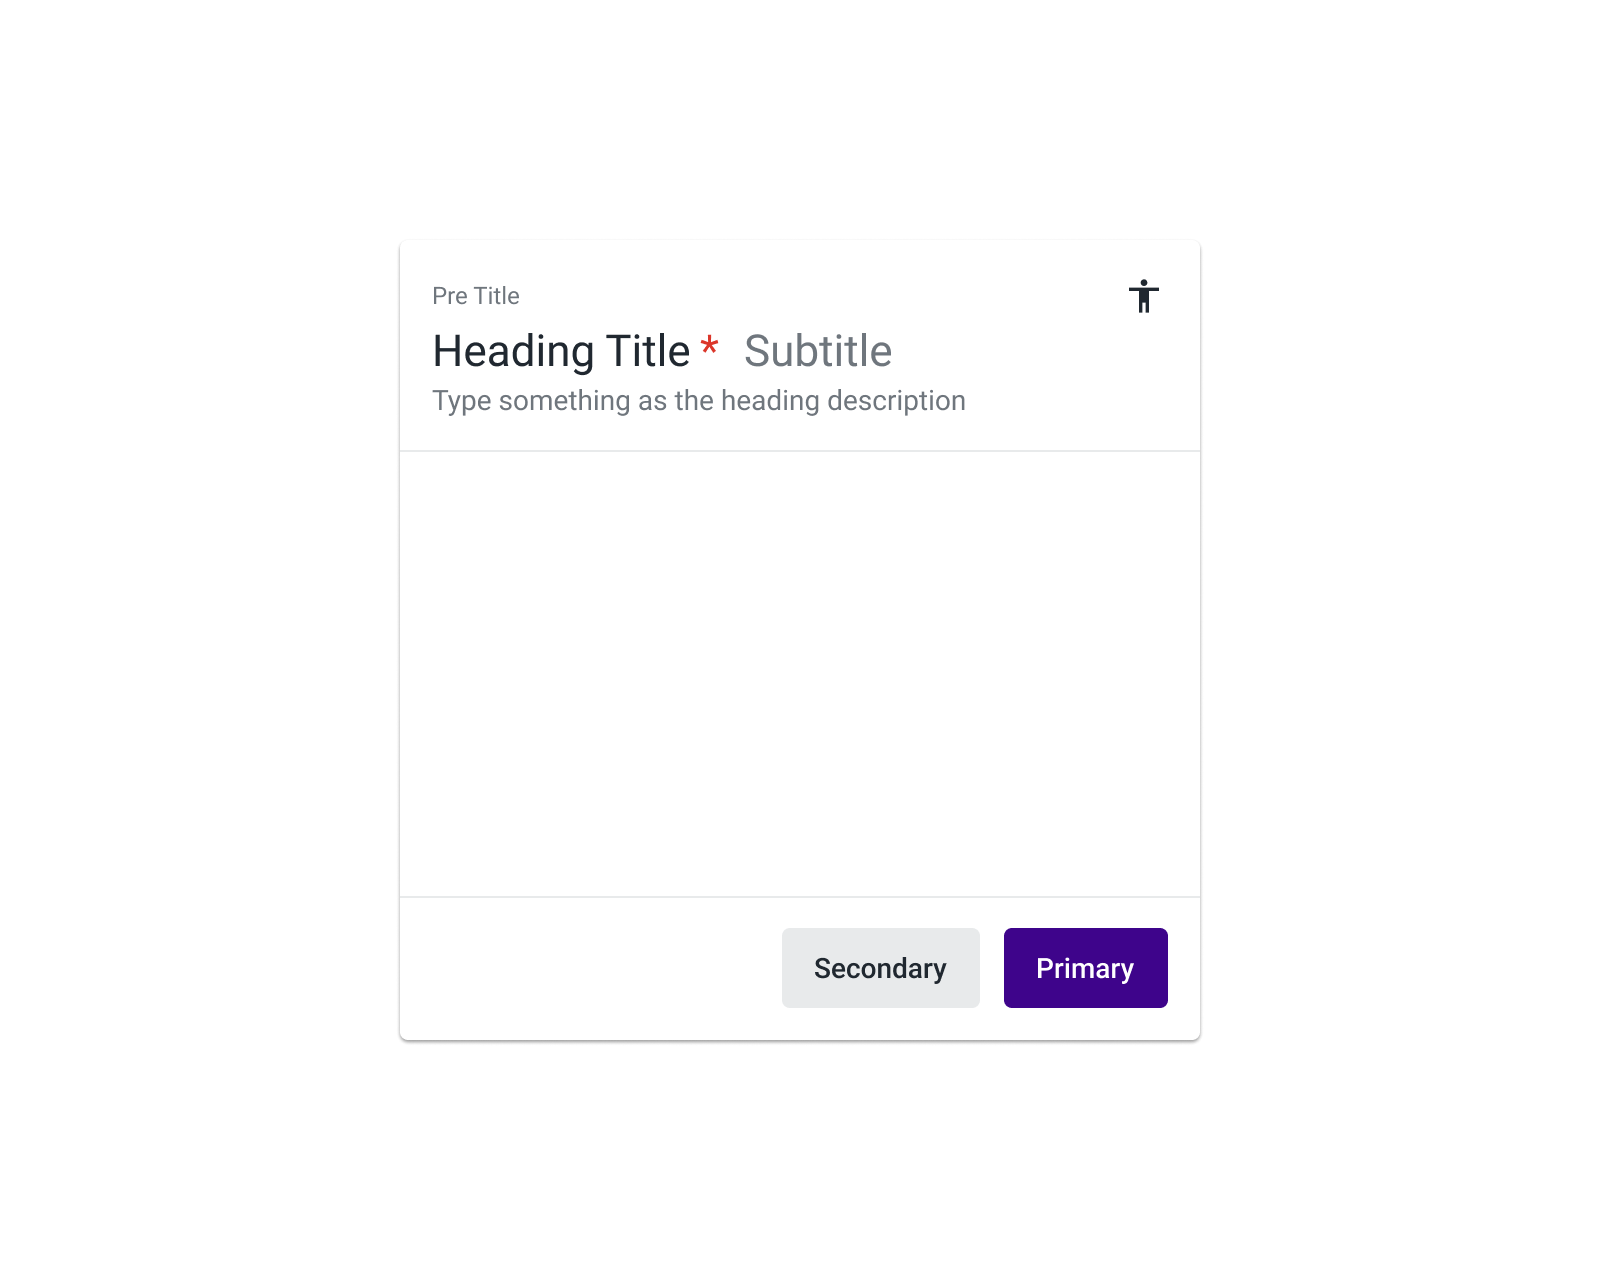 Pre Title
Heading Title * Subtitle
Type something as the heading description
Secondary Primary